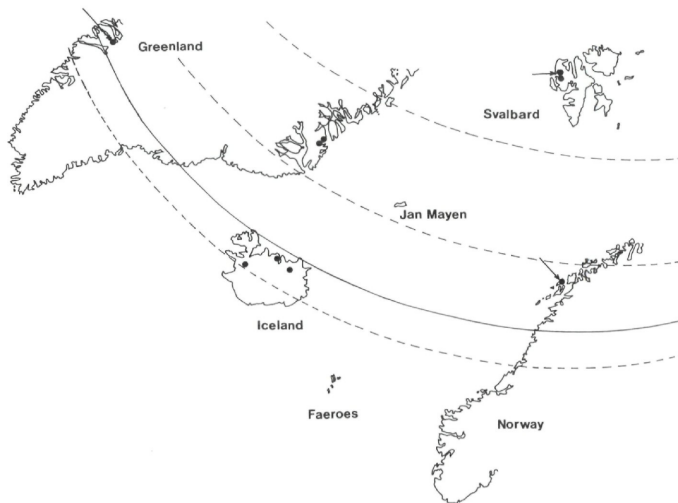 Greenland
Svalbard
Jan Mayen
Iceland
Faeroes
Norway